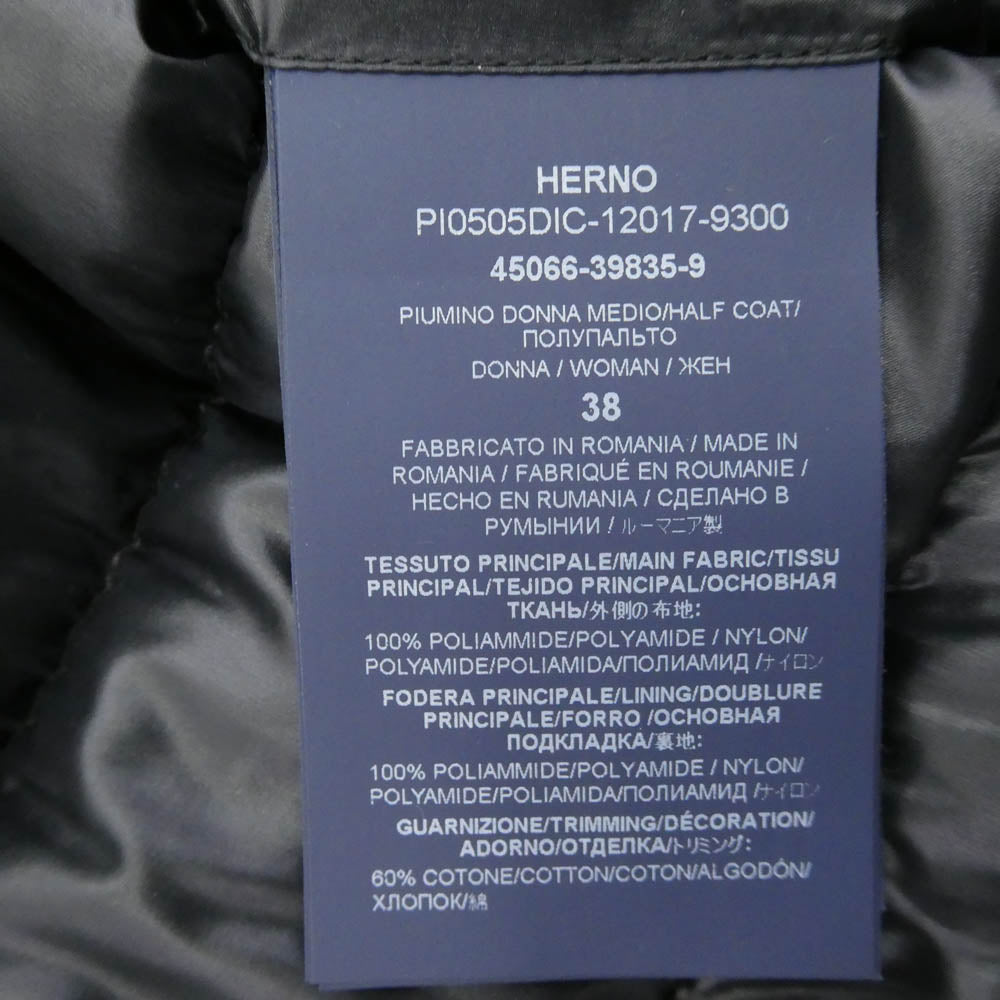 HERNO
PI0505DIC-12017-9300
45066-39835-9
PIUMINO DONNA MEDIO/HALF COAT/
ПОЛУПАЛЬТО
DONNA / WOMAN / ЖЕН
38
FABBRICATO IN ROMANIA / MADE IN
ROMANIA / FABRIQUÉ EN ROUMANIE /
HECHO EN RUMANIA / СДЕЛАНО В
РУМЫНИИ / ルーマニア製
TESSUTO PRINCIPALE/MAIN FABRIC/TISSU
PRINCIPAL/TEJIDO PRINCIPAL/ОСНОВНАЯ
ТКАНЬ/外側の布地:
100% POLIAMMIDE/POLYAMIDE / NYLON/
POLYAMIDE/POLIAMIDA/ПОЛИАМИД /ナイロン
FODERA PRINCIPALE/LINING/DOUBLURE
PRINCIPALE/FORRO /ОСНОВНАЯ
ПОДКЛАДКА/裏地:
100% POLIAMMIDE/POLYAMIDE / NYLON/
POLYAMIDE/POLIAMIDA/ПОЛИАМИД /ナイロン
GUARNIZIONE/TRIMMING/DÉCORATION/
ADORNO/ОТДЕЛКА/トリミング:
60% COTONE/COTTON/COTON/ALGODÓN/
ХЛОПОК/綿